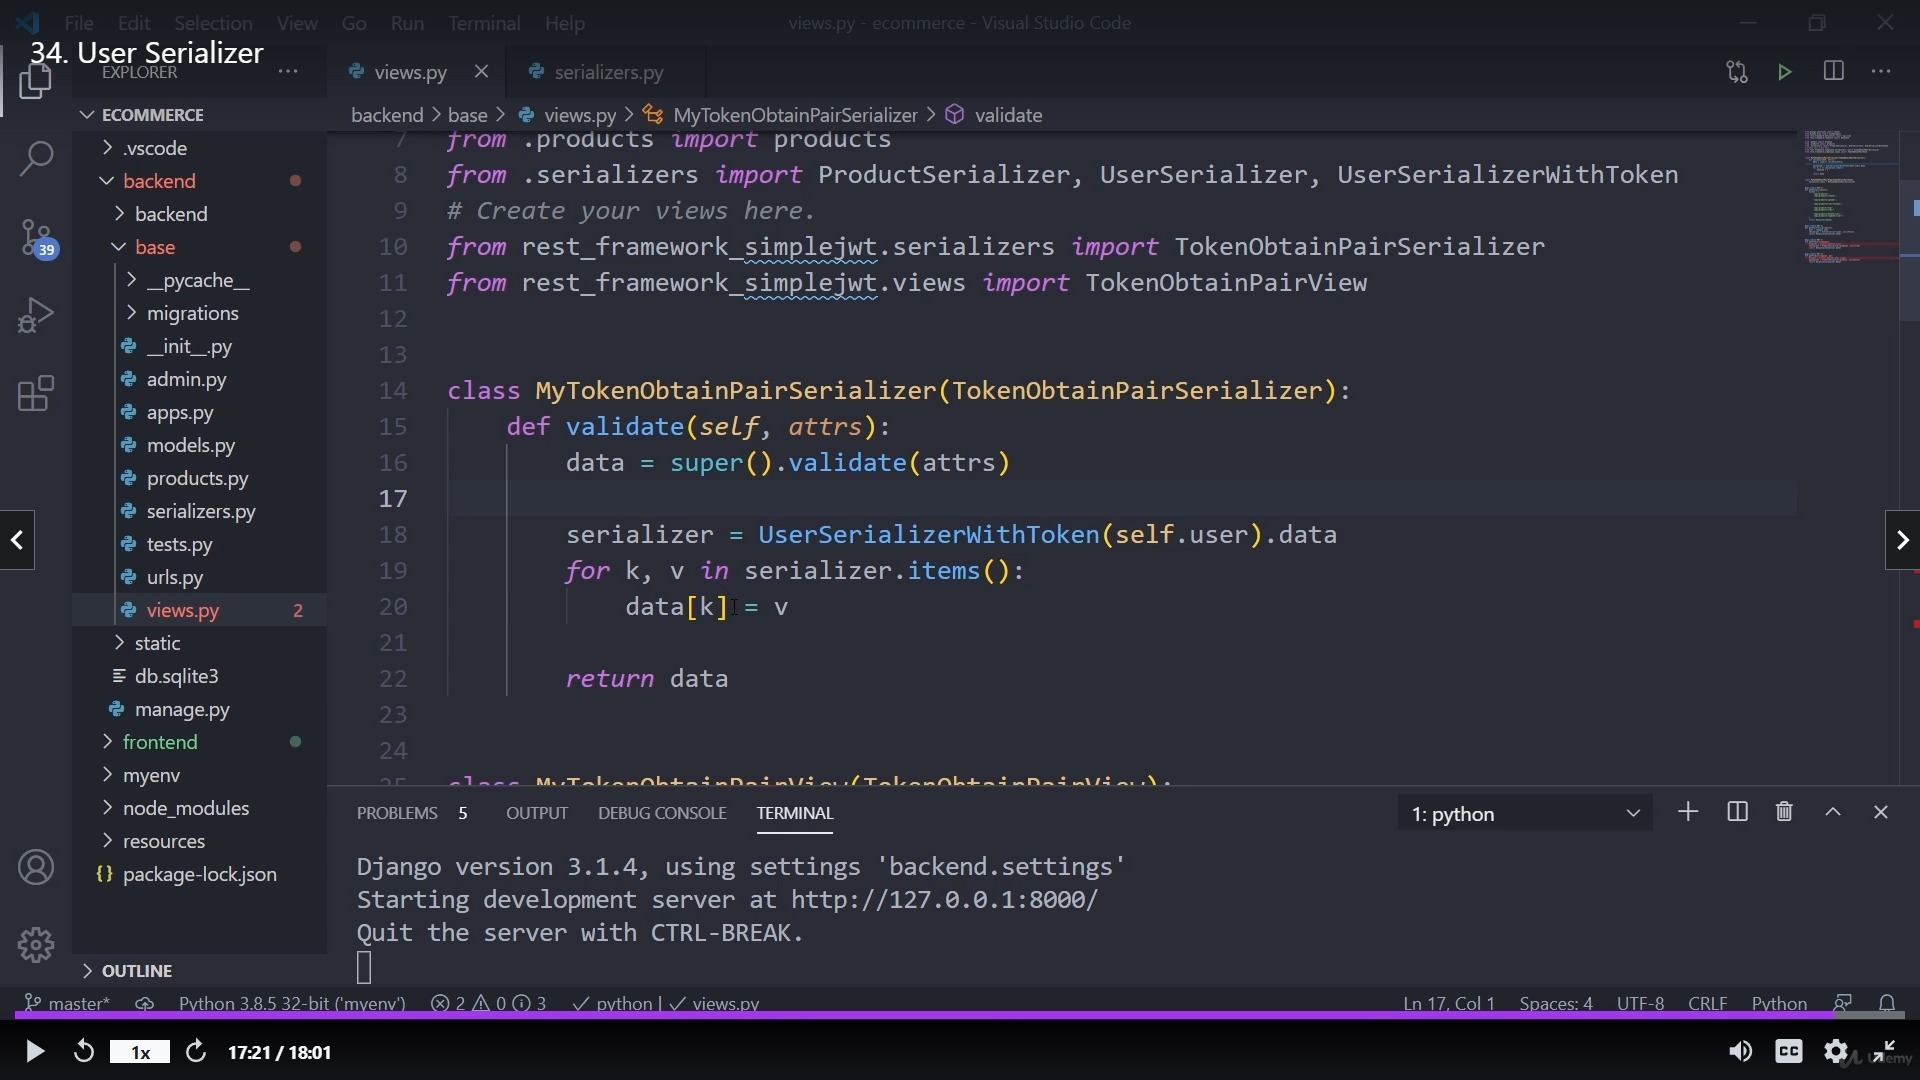 File Edit Selection View Go Run Terminal Help
views.py - ecommerce - Visual Studio Code
34. User Serializer
EXPLORER
views.py
serializers.py
ECOMMERCE
backend > base > views.py > MyTokenObtainPairSerializer > validate
.vscode
backend
backend
base
__pycache__
migrations
__init__.py
admin.py
apps.py
models.py
products.py
serializers.py
tests.py
urls.py
views.py 2
static
db.sqlite3
manage.py
frontend
myenv
node_modules
resources
{} package-lock.json
OUTLINE
39
7 from .products import products
8 from .serializers import ProductSerializer, UserSerializer, UserSerializerWithToken
9 # Create your views here.
10 from rest_framework_simplejwt.serializers import TokenObtainPairSerializer
11 from rest_framework_simplejwt.views import TokenObtainPairView
12
13
14 class MyTokenObtainPairSerializer(TokenObtainPairSerializer):
15 def validate(self, attrs):
16 data = super().validate(attrs)
17
18 serializer = UserSerializerWithToken(self.user).data
19 for k, v in serializer.items():
20 data[k] = v
21
22 return data
23
24
25 class MyTokenObtainPairView(TokenObtainPairView):
PROBLEMS 5 OUTPUT DEBUG CONSOLE TERMINAL
1: python
Django version 3.1.4, using settings 'backend.settings'
Starting development server at http://127.0.0.1:8000/
Quit the server with CTRL-BREAK.
master* Python 3.8.5 32-bit ('myenv') 2 0 3 python | views.py
Ln 17, Col 1 Spaces: 4 UTF-8 CRLF Python
1x 17:21 / 18:01
CC
Udemy